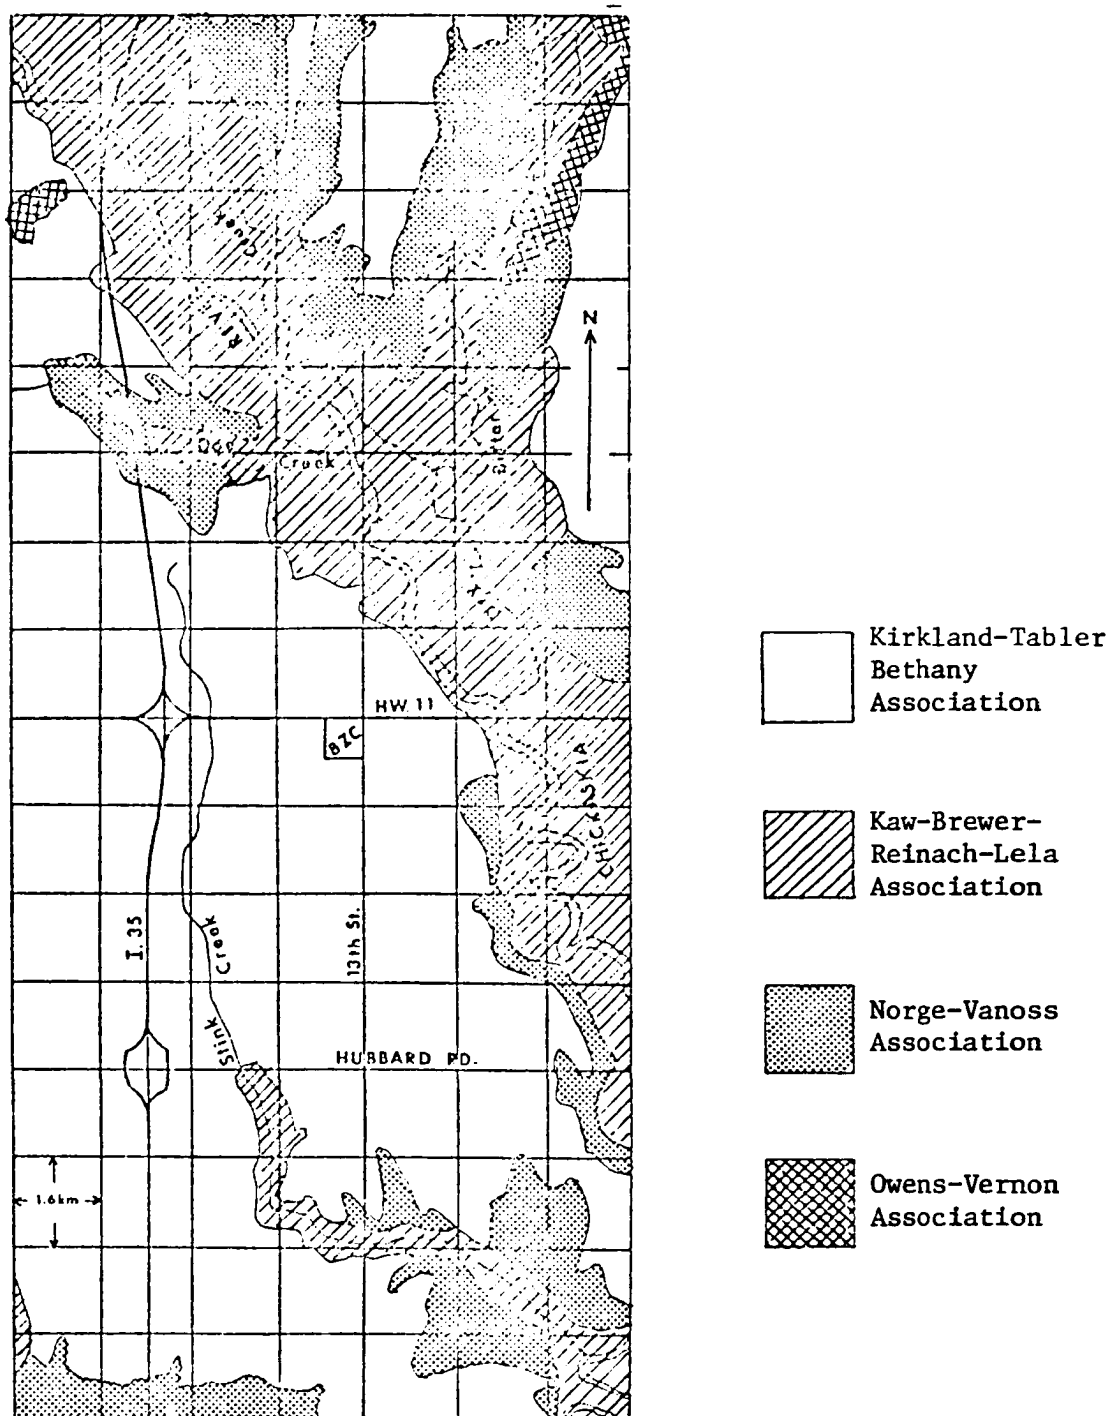 Creek
N
Creek
HW. 11
BZC
CHICKASKIA
I. 35
Creek
13th St.
Stink
HUBBARD RD.
1.6km
Kirkland-Tabler
Bethany
Association
Kaw-Brewer-
Reinach-Lela
Association
Norge-Vanoss
Association
Owens-Vernon
Association